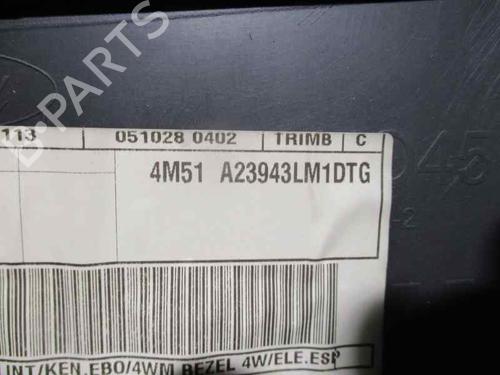 B-PARTS
113 051028 0402 TRIMB C
4M51 A23943LM1DTG
INT/KEN.EBO/4WM BEZEL 4W/ELE.ESP